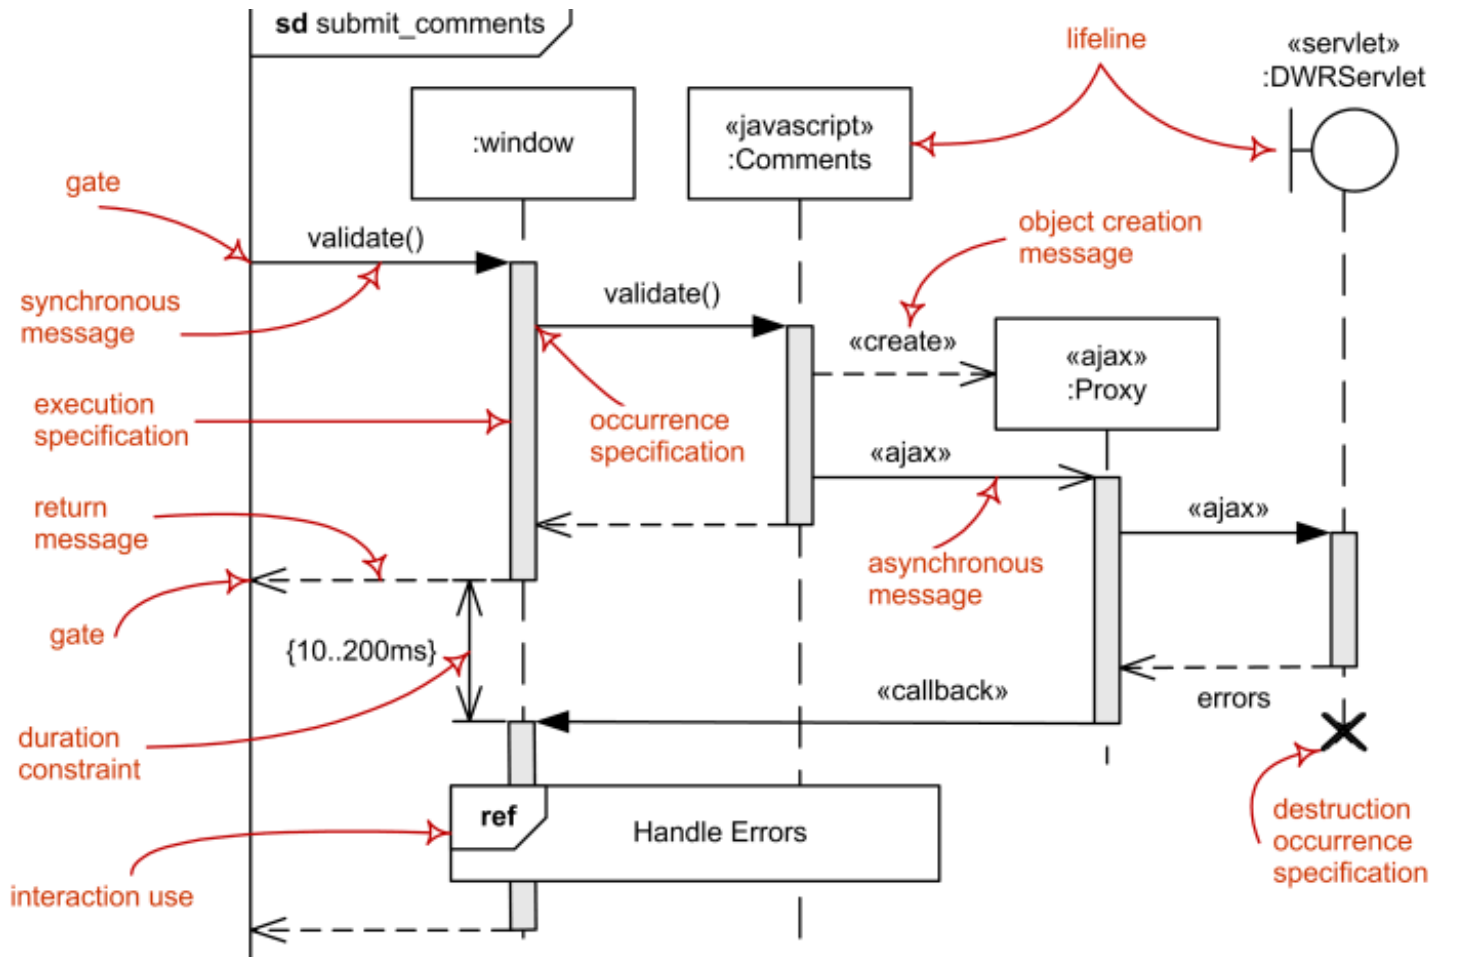 sd submit_comments
lifeline
«servlet»
:DWRServlet
:window
«javascript»
:Comments
gate
validate()
object creation
message
synchronous
message
validate()
«create»
«ajax»
:Proxy
execution
specification
occurrence
specification
«ajax»
return
message
«ajax»
asynchronous
message
gate
{10..200ms}
«callback»
errors
duration
constraint
ref
Handle Errors
destruction
occurrence
specification
interaction use